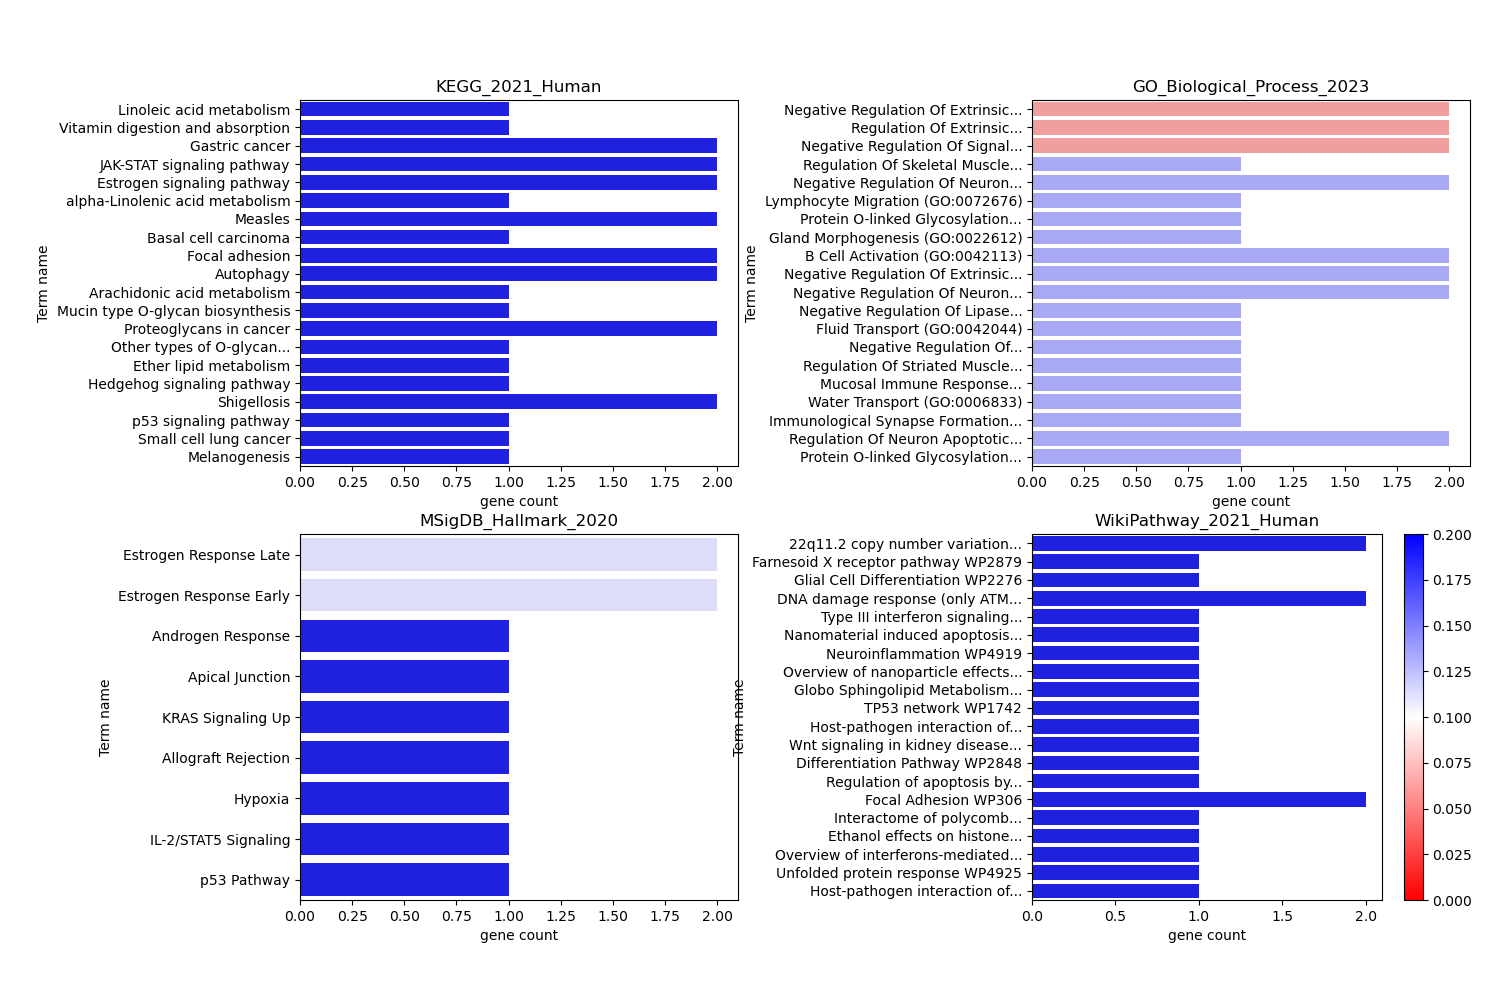 KEGG_2021_Human
Term name
Linoleic acid metabolism
Vitamin digestion and absorption
Gastric cancer
JAK-STAT signaling pathway
Estrogen signaling pathway
alpha-Linolenic acid metabolism
Measles
Basal cell carcinoma
Focal adhesion
Autophagy
Arachidonic acid metabolism
Mucin type O-glycan biosynthesis
Proteoglycans in cancer
Other types of O-glycan...
Ether lipid metabolism
Hedgehog signaling pathway
Shigellosis
p53 signaling pathway
Small cell lung cancer
Melanogenesis
0.00 0.25 0.50 0.75 1.00 1.25 1.50 1.75 2.00
gene count
GO_Biological_Process_2023
Term name
Negative Regulation Of Extrinsic...
Regulation Of Extrinsic...
Negative Regulation Of Signal...
Regulation Of Skeletal Muscle...
Negative Regulation Of Neuron...
Lymphocyte Migration (GO:0072676)
Protein O-linked Glycosylation...
Gland Morphogenesis (GO:0022612)
B Cell Activation (GO:0042113)
Negative Regulation Of Extrinsic...
Negative Regulation Of Neuron...
Negative Regulation Of Lipase...
Fluid Transport (GO:0042044)
Negative Regulation Of...
Regulation Of Striated Muscle...
Mucosal Immune Response...
Water Transport (GO:0006833)
Immunological Synapse Formation...
Regulation Of Neuron Apoptotic...
Protein O-linked Glycosylation...
0.00 0.25 0.50 0.75 1.00 1.25 1.50 1.75 2.00
gene count
MSigDB_Hallmark_2020
Term name
Estrogen Response Late
Estrogen Response Early
Androgen Response
Apical Junction
KRAS Signaling Up
Allograft Rejection
Hypoxia
IL-2/STAT5 Signaling
p53 Pathway
0.00 0.25 0.50 0.75 1.00 1.25 1.50 1.75 2.00
gene count
WikiPathway_2021_Human
Term name
22q11.2 copy number variation...
Farnesoid X receptor pathway WP2879
Glial Cell Differentiation WP2276
DNA damage response (only ATM...
Type III interferon signaling...
Nanomaterial induced apoptosis...
Neuroinflammation WP4919
Overview of nanoparticle effects...
Globo Sphingolipid Metabolism...
TP53 network WP1742
Host-pathogen interaction of...
Wnt signaling in kidney disease...
Differentiation Pathway WP2848
Regulation of apoptosis by...
Focal Adhesion WP306
Interactome of polycomb...
Ethanol effects on histone...
Overview of interferons-mediated...
Unfolded protein response WP4925
Host-pathogen interaction of...
0.0 0.5 1.0 1.5 2.0
gene count
0.200
0.175
0.150
0.125
0.100
0.075
0.050
0.025
0.000